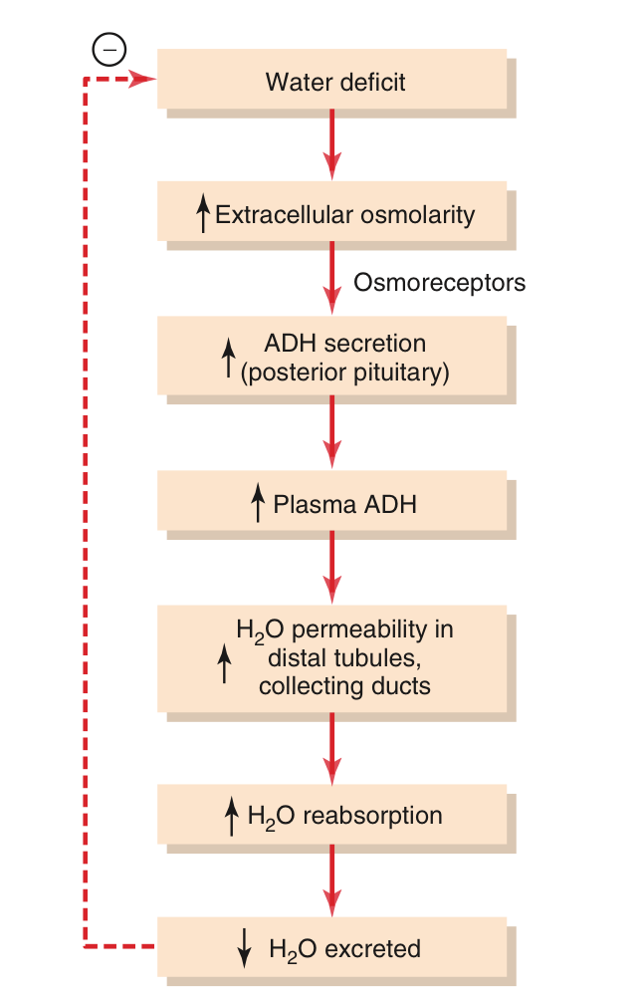 −
Water deficit
↑ Extracellular osmolarity
Osmoreceptors
↑ ADH secretion
(posterior pituitary)
↑ Plasma ADH
↑ H₂O permeability in
distal tubules,
collecting ducts
↑ H₂O reabsorption
↓ H₂O excreted